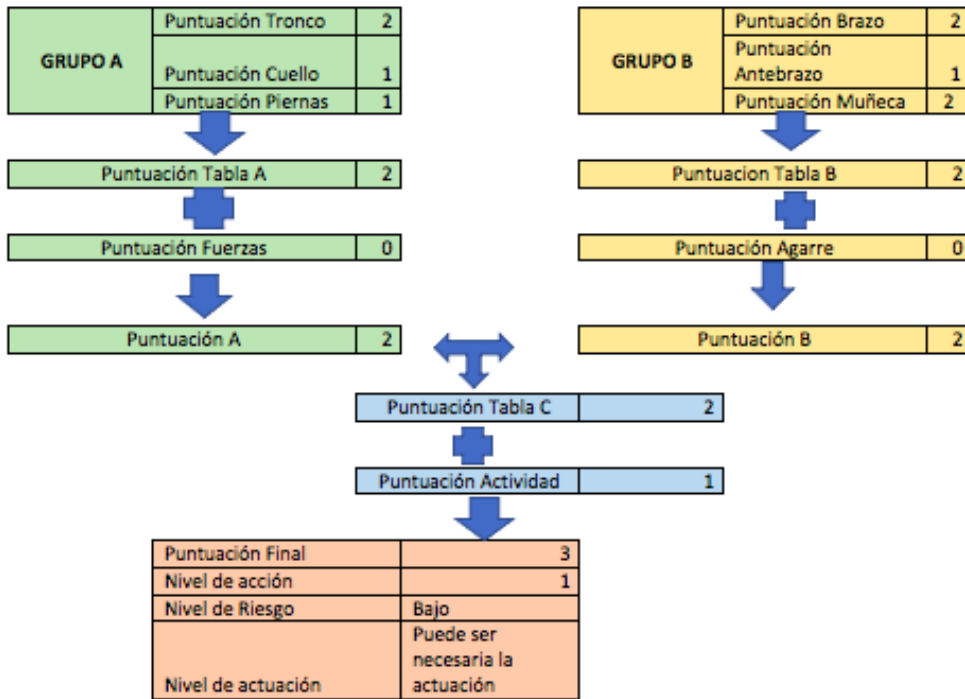 GRUPO A
Puntuación Tronco 2
Puntuación Cuello 1
Puntuación Piernas 1
GRUPO B
Puntuación Brazo 2
Puntuación
Antebrazo 1
Puntuación Muñeca 2
Puntuación Tabla A 2
Puntuacion Tabla B 2
Puntuación Fuerzas 0
Puntuación Agarre 0
Puntuación A 2
Puntuación B 2
Puntuación Tabla C 2
Puntuación Actividad 1
Puntuación Final 3
Nivel de acción 1
Nivel de Riesgo Bajo
Nivel de actuación
Puede ser
necesaria la
actuación